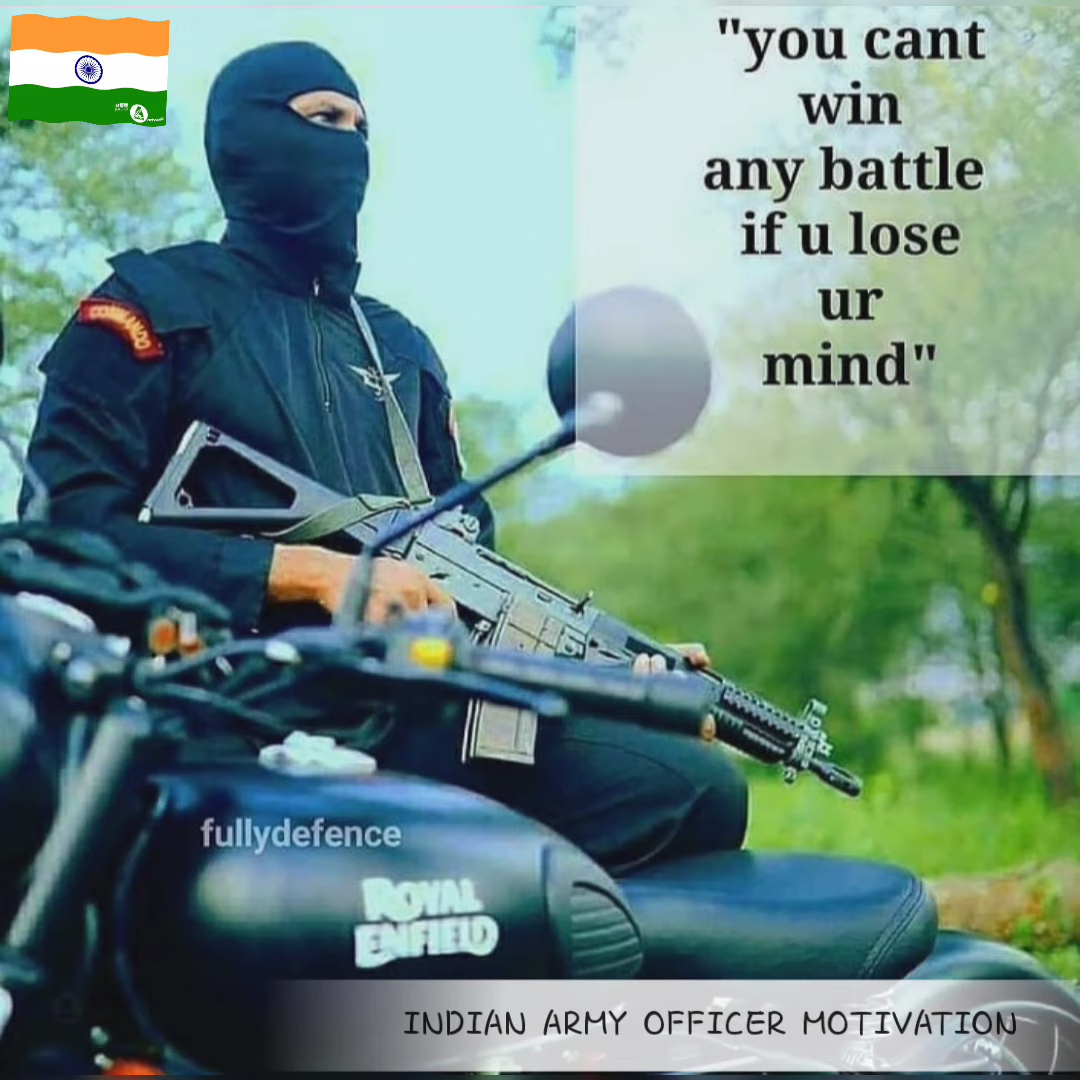 "you cant
win
any battle
if u lose
ur
mind"
COMMANDO
fullydefence
ROYAL
ENFIELD
INDIAN ARMY OFFICER MOTIVATION